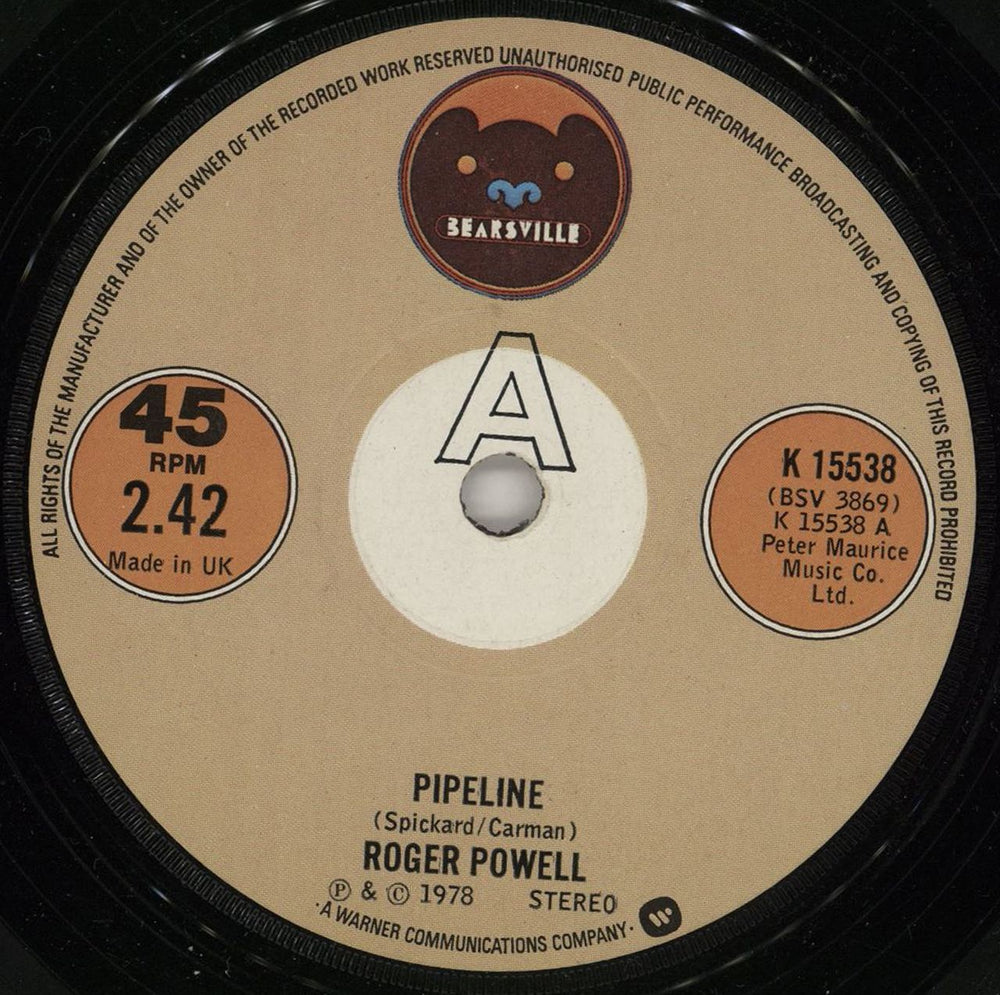 ALL RIGHTS OF THE MANUFACTURER AND OF THE OWNER OF THE RECORDED WORK RESERVED UNAUTHORISED PUBLIC PERFORMANCE BROADCASTING AND COPYING OF THIS RECORD PROHIBITED
BEARSVILLE
A
45
RPM
2.42
Made in UK
K 15538
(BSV 3869)
K 15538 A
Peter Maurice
Music Co.
Ltd.
PIPELINE
(Spickard/Carman)
ROGER POWELL
℗ & © 1978 STEREO
·A WARNER COMMUNICATIONS COMPANY·